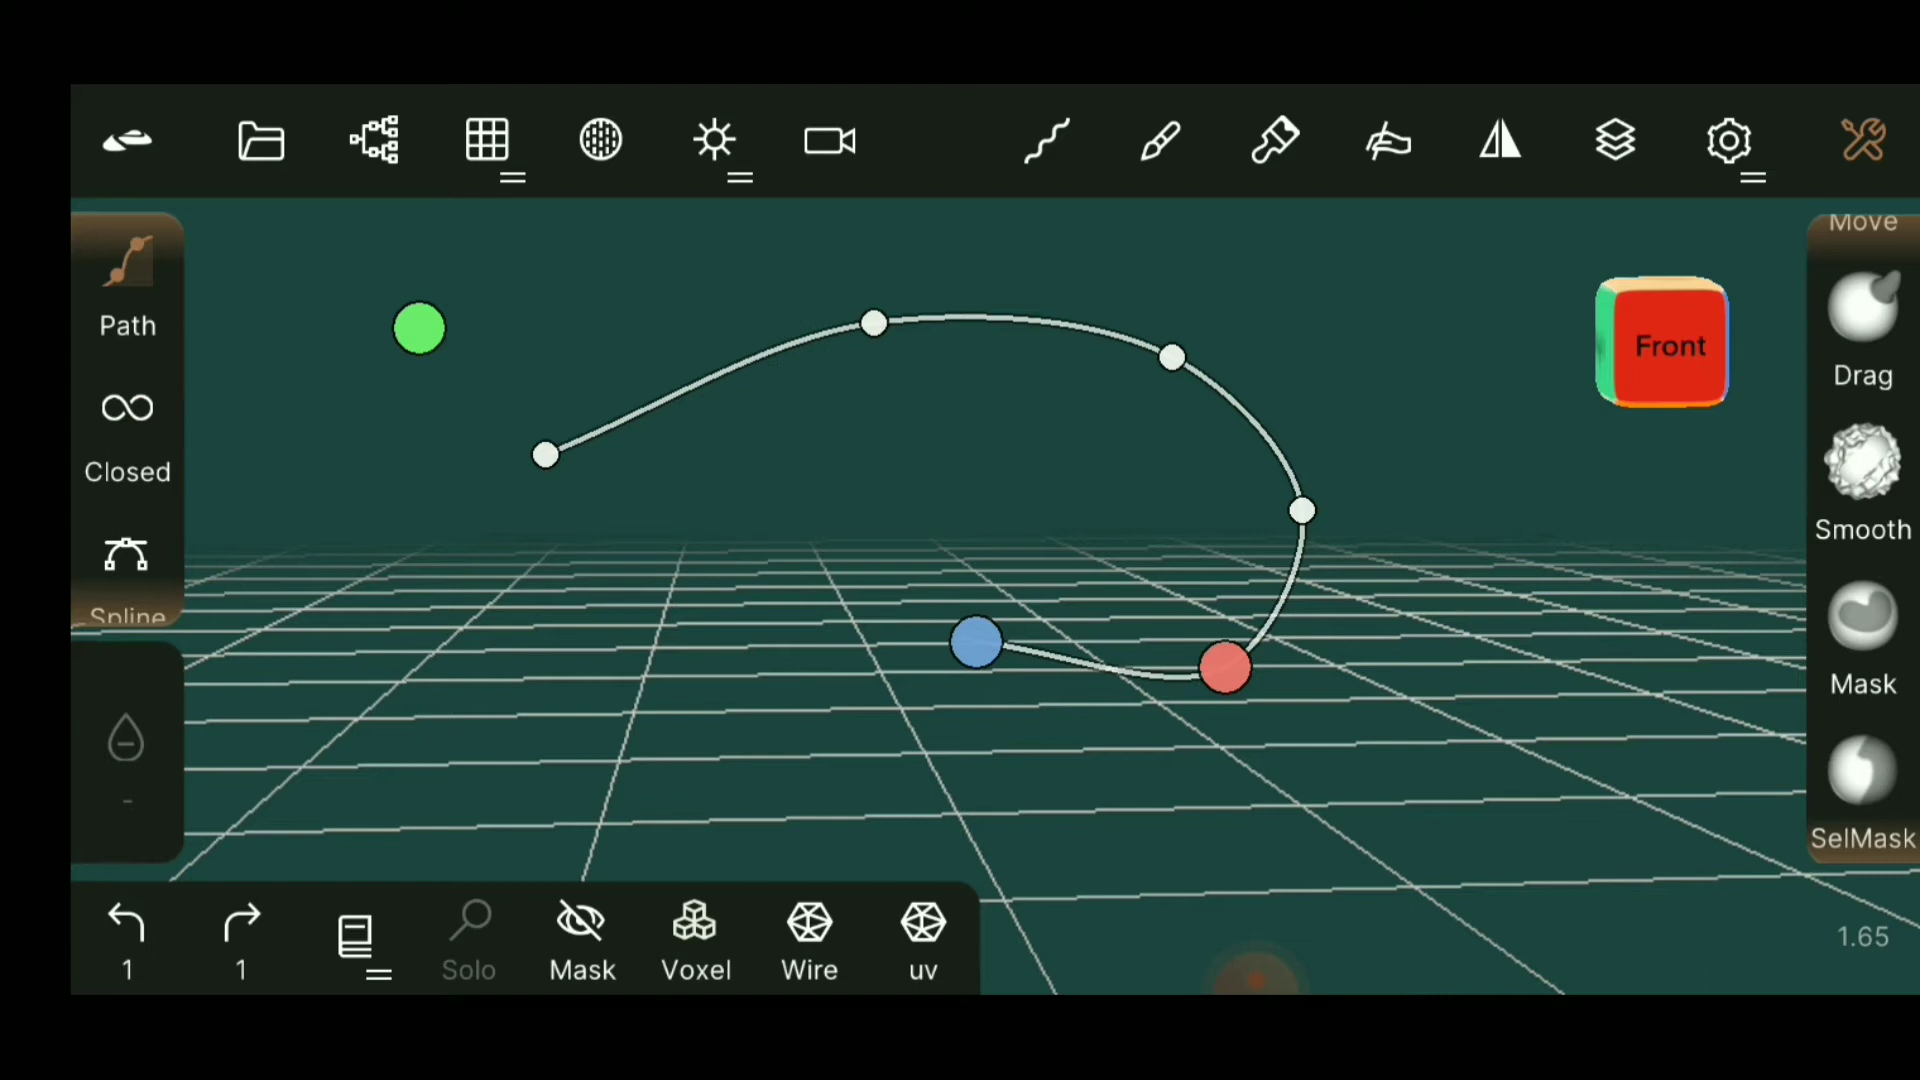 Path
Closed
Spline
Front
Move
Drag
Smooth
Mask
SelMask
1.65
1
1
Solo
Mask
Voxel
Wire
uv